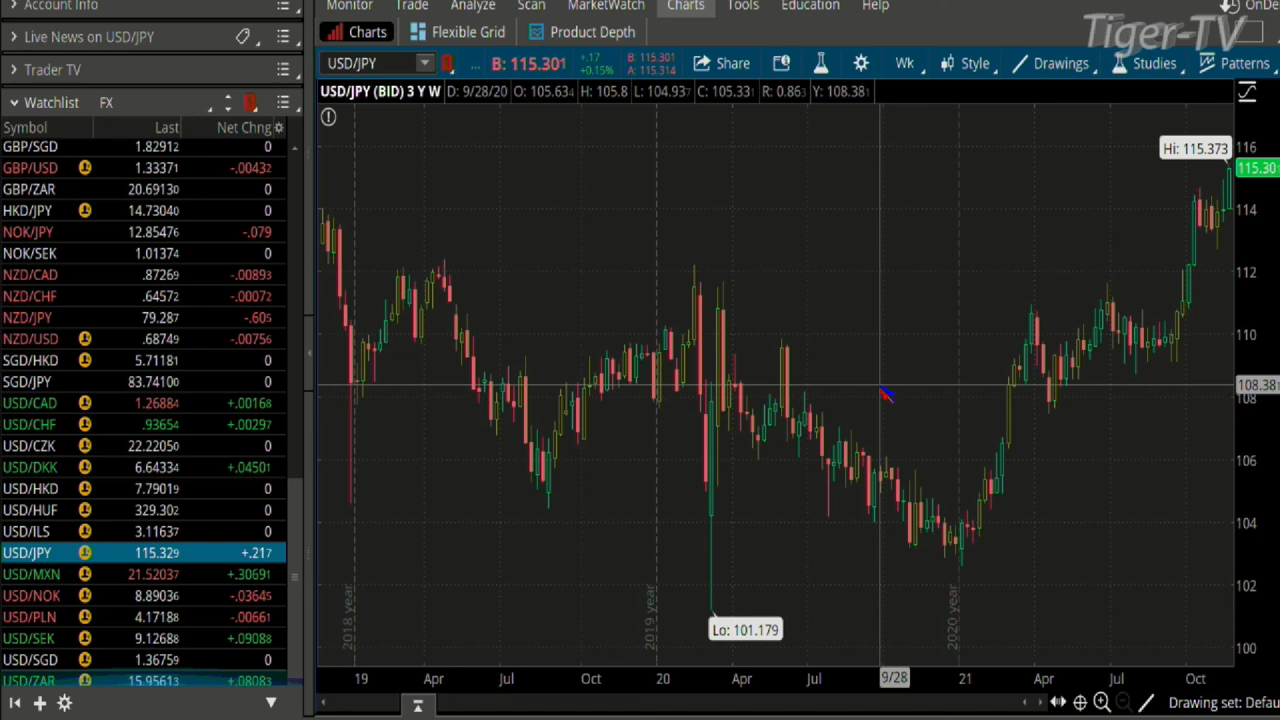 Account Info
Monitor Trade Analyze Scan MarketWatch Charts Tools Education Help OnDe
Tiger-TV
Live News on USD/JPY
Charts Flexible Grid Product Depth
Trader TV
USD/JPY B: 115.301 +.17 +0.15% B: 115.301 A: 115.314 Share Wk Style Drawings Studies Patterns
Watchlist FX
USD/JPY (BID) 3 Y W D: 9/28/20 O: 105.634 H: 105.8 L: 104.937 C: 105.331 R: 0.863 Y: 108.381
Symbol Last Net Chng
GBP/SGD 1.82912 0
GBP/USD 1.33371 -.00432
GBP/ZAR 20.69130 0
HKD/JPY 14.73040 0
NOK/JPY 12.85476 -.079
NOK/SEK 1.01374 0
NZD/CAD .87269 -.00893
NZD/CHF .64572 -.00072
NZD/JPY 79.287 -.605
NZD/USD .68749 -.00756
SGD/HKD 5.71181 0
SGD/JPY 83.74100 0
USD/CAD 1.26884 +.00168
USD/CHF .93654 +.00297
USD/CZK 22.22050 0
USD/DKK 6.64334 +.04501
USD/HKD 7.79019 0
USD/HUF 329.302 0
USD/ILS 3.11637 0
USD/JPY 115.329 +.217
USD/MXN 21.52037 +.30691
USD/NOK 8.89036 -.03645
USD/PLN 4.17188 -.00661
USD/SEK 9.12688 +.09088
USD/SGD 1.36759 0
USD/ZAR 15.95613 +.08083
Hi: 115.373
116
115.301
114
112
110
108.381
108
106
104
102
100
Lo: 101.179
2018 year
2019 year
2020 year
19 Apr Jul Oct 20 Apr Jul 9/28 21 Apr Jul Oct
Drawing set: Defau